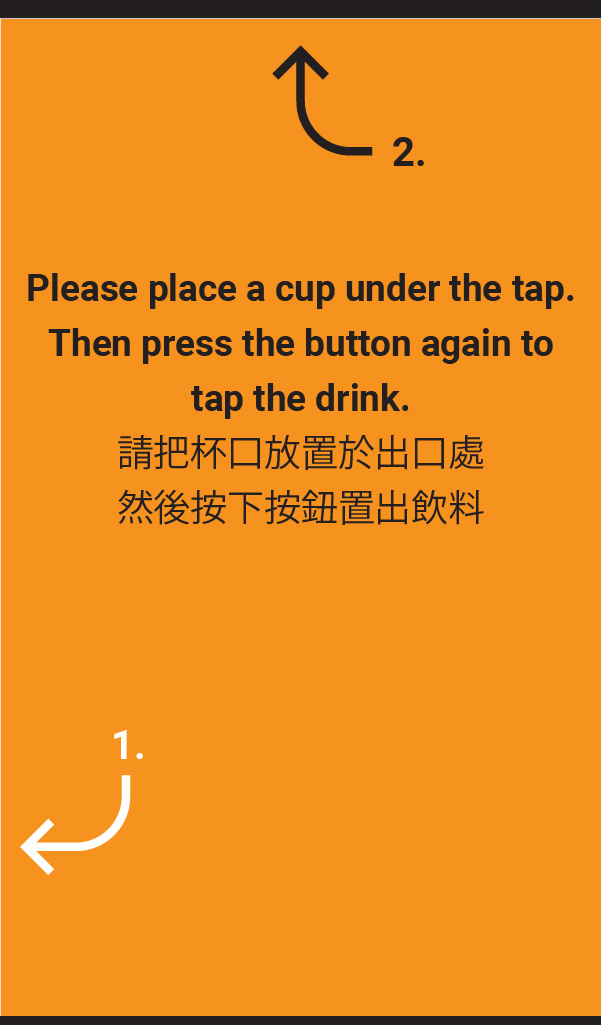 2.
Please place a cup under the tap.
Then press the button again to
tap the drink.
請把杯口放置於出口處
然後按下按鈕置出飲料
1.